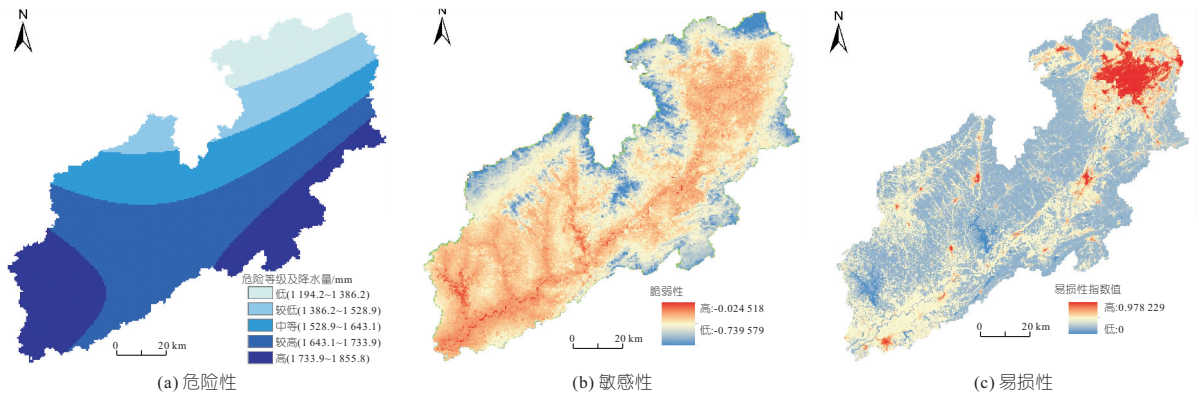 N
危险等级及降水量/mm
低(1 194.2~1 386.2)
较低(1 386.2~1 528.9)
中等(1 528.9~1 643.1)
较高(1 643.1~1 733.9)
高(1 733.9~1 855.8)
0 20 km
(a) 危险性
N
脆弱性
高:-0.024 518
低:-0.739 579
0 20 km
(b) 敏感性
N
易损性指数值
高:0.978 229
低:0
0 20 km
(c) 易损性